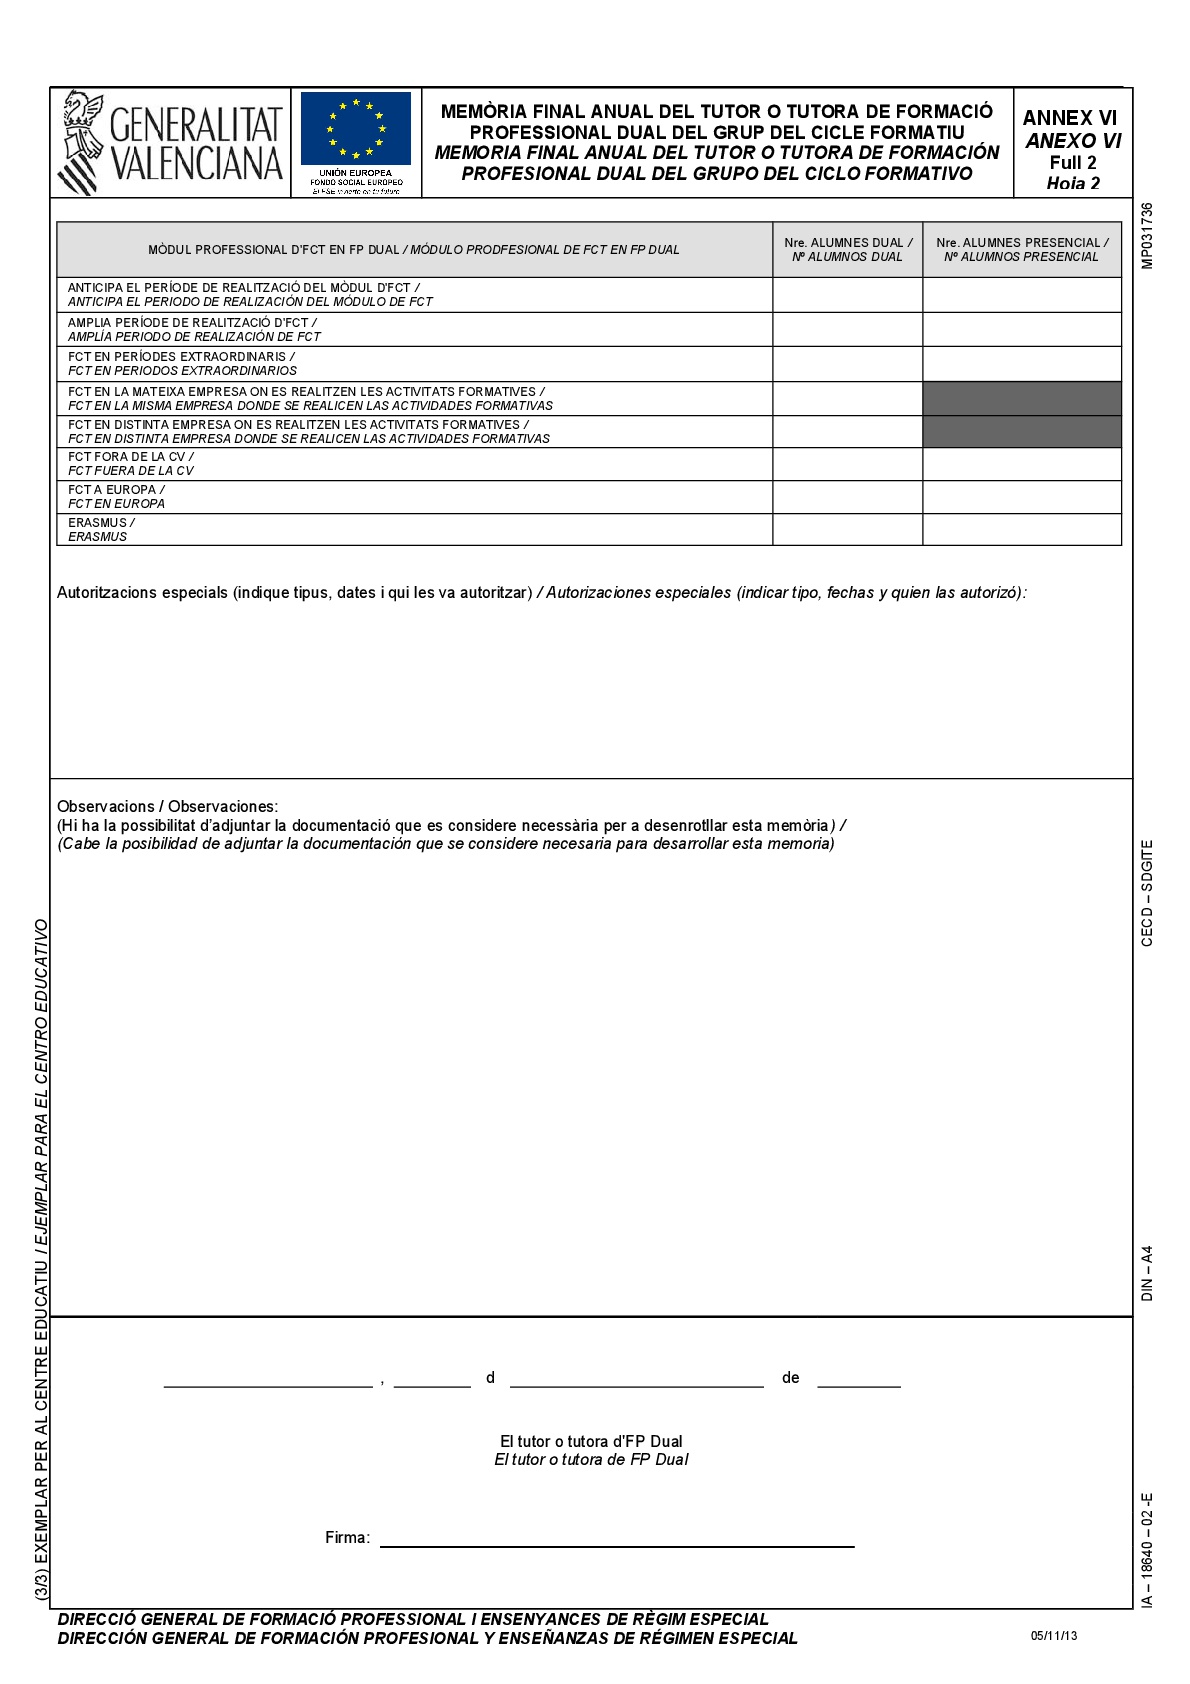 GENERALITAT
VALENCIANA
UNIÓN EUROPEA
FONDO SOCIAL EUROPEO
El FSE invierte en tu futuro
MEMÒRIA FINAL ANUAL DEL TUTOR O TUTORA DE FORMACIÓ
PROFESSIONAL DUAL DEL GRUP DEL CICLE FORMATIU
MEMORIA FINAL ANUAL DEL TUTOR O TUTORA DE FORMACIÓN
PROFESIONAL DUAL DEL GRUPO DEL CICLO FORMATIVO
ANNEX VI
ANEXO VI
Full 2
Hoja 2
MÒDUL PROFESSIONAL D'FCT EN FP DUAL / MÓDULO PRODFESIONAL DE FCT EN FP DUAL
Nre. ALUMNES DUAL /
Nº ALUMNOS DUAL
Nre. ALUMNES PRESENCIAL /
Nº ALUMNOS PRESENCIAL
ANTICIPA EL PERÍODE DE REALITZACIÓ DEL MÒDUL D'FCT /
ANTICIPA EL PERIODO DE REALIZACIÓN DEL MÓDULO DE FCT
AMPLIA PERÍODE DE REALITZACIÓ D'FCT /
AMPLÍA PERIODO DE REALIZACIÓN DE FCT
FCT EN PERÍODES EXTRAORDINARIS /
FCT EN PERIODOS EXTRAORDINARIOS
FCT EN LA MATEIXA EMPRESA ON ES REALITZEN LES ACTIVITATS FORMATIVES /
FCT EN LA MISMA EMPRESA DONDE SE REALICEN LAS ACTIVIDADES FORMATIVAS
FCT EN DISTINTA EMPRESA ON ES REALITZEN LES ACTIVITATS FORMATIVES /
FCT EN DISTINTA EMPRESA DONDE SE REALICEN LAS ACTIVIDADES FORMATIVAS
FCT FORA DE LA CV /
FCT FUERA DE LA CV
FCT A EUROPA /
FCT EN EUROPA
ERASMUS /
ERASMUS
Autoritzacions especials (indique tipus, dates i qui les va autoritzar) / Autorizaciones especiales (indicar tipo, fechas y quien las autorizó):
Observacions / Observaciones:
(Hi ha la possibilitat d’adjuntar la documentació que es considere necessària per a desenrotllar esta memòria) /
(Cabe la posibilidad de adjuntar la documentación que se considere necesaria para desarrollar esta memoria)
____ , ____ d ____ de ____
El tutor o tutora d'FP Dual
El tutor o tutora de FP Dual
Firma: ____
DIRECCIÓ GENERAL DE FORMACIÓ PROFESSIONAL I ENSENYANCES DE RÈGIM ESPECIAL
DIRECCIÓN GENERAL DE FORMACIÓN PROFESIONAL Y ENSEÑANZAS DE RÉGIMEN ESPECIAL
05/11/13
(3/3) EXEMPLAR PER AL CENTRE EDUCATIU / EJEMPLAR PARA EL CENTRO EDUCATIVO
MP031736
CECD – SDGITE
DIN – A4
IA – 18640 – 02 -E